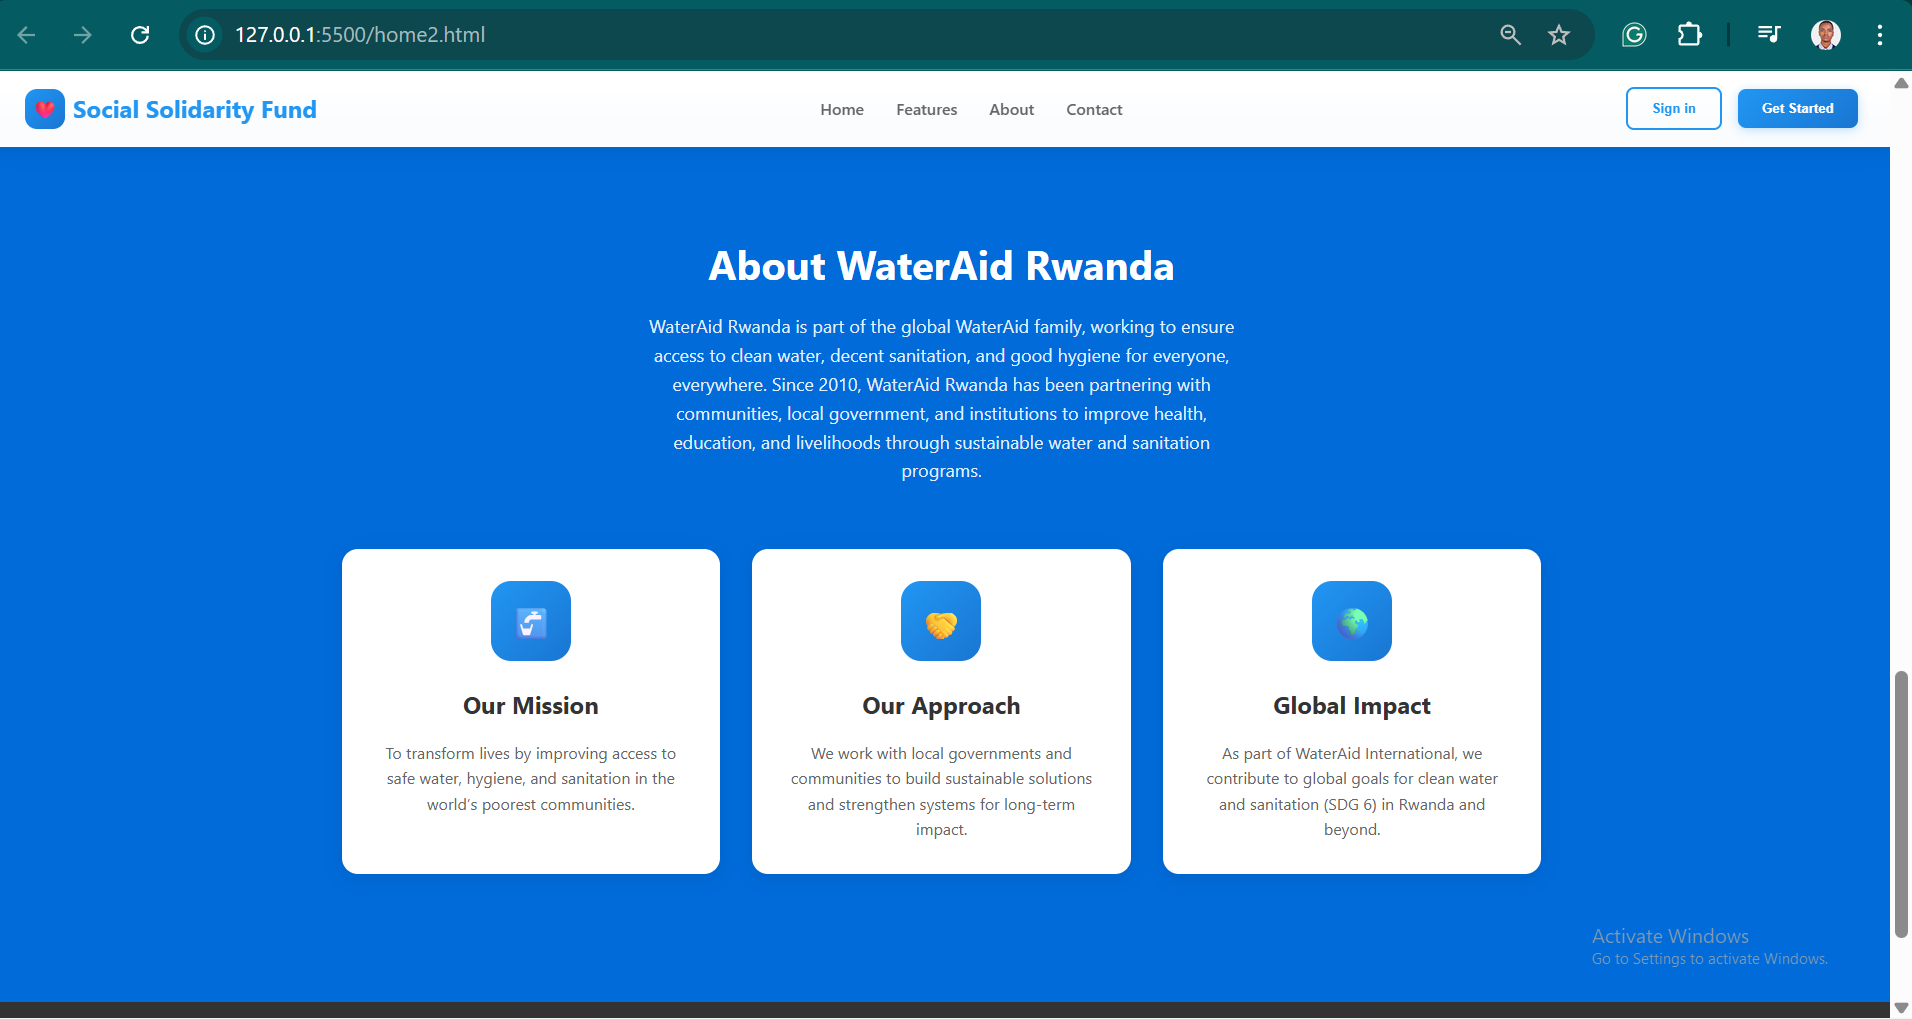 127.0.0.1:5500/home2.html
Social Solidarity Fund
Home Features About Contact
Sign in
Get Started
About WaterAid Rwanda
WaterAid Rwanda is part of the global WaterAid family, working to ensure
access to clean water, decent sanitation, and good hygiene for everyone,
everywhere. Since 2010, WaterAid Rwanda has been partnering with
communities, local government, and institutions to improve health,
education, and livelihoods through sustainable water and sanitation
programs.
Our Mission
To transform lives by improving access to
safe water, hygiene, and sanitation in the
world’s poorest communities.
Our Approach
We work with local governments and
communities to build sustainable solutions
and strengthen systems for long-term
impact.
Global Impact
As part of WaterAid International, we
contribute to global goals for clean water
and sanitation (SDG 6) in Rwanda and
beyond.
Activate Windows
Go to Settings to activate Windows.